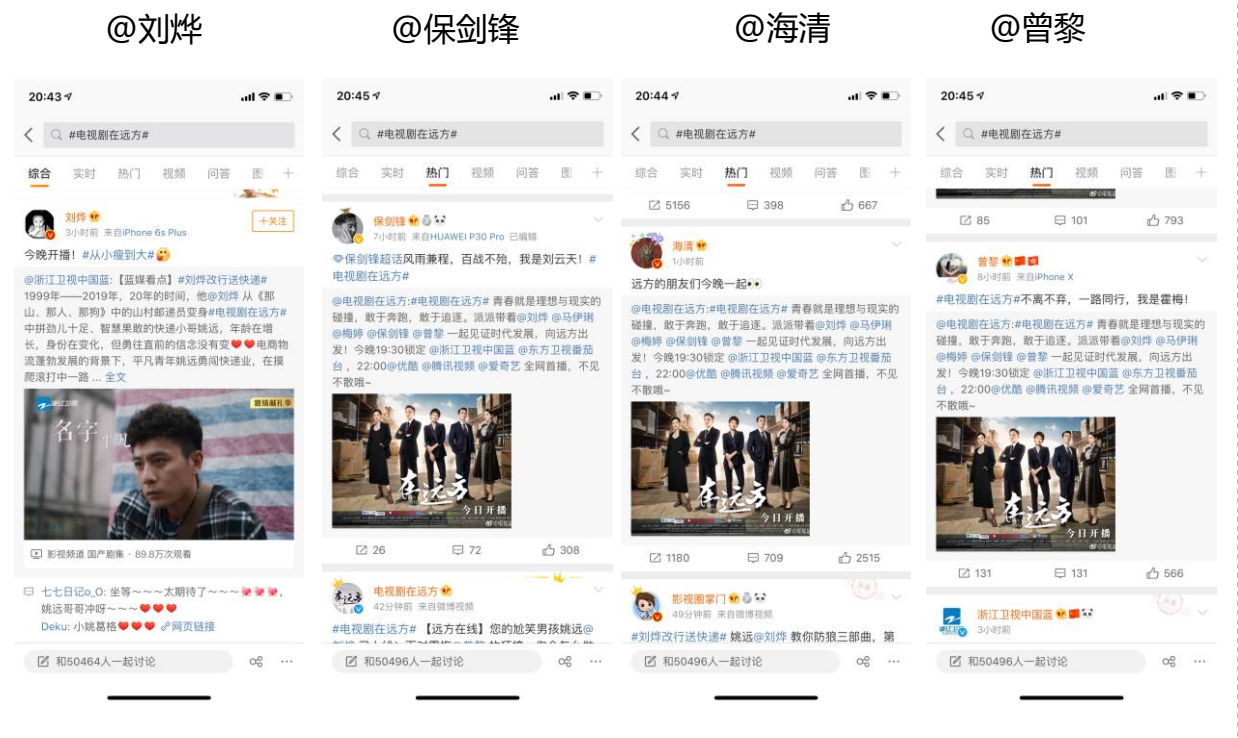 @刘烨
@保剑锋
@海清
@曾黎
20:43
#电视剧在远方#
综合 实时 热门 视频 问答 图
刘烨
3小时前 来自iPhone 6s Plus
+关注
今晚开播！#从小瘦到大#
@浙江卫视中国蓝:【蓝媒看点】#刘烨改行送快递#
1999年——2019年，20年的时间，他@刘烨 从《那
山、那人、那狗》中的山村邮递员变身#电视剧在远方#
中拼劲儿十足、智慧果敢的快递小哥姚远，年龄在增
长，身份在变化，但勇往直前的信念没有变❤❤电商物
流蓬勃发展的背景下，平凡青年姚远勇闯快递业，在摸
爬滚打中一路 ... 全文
浙江卫视
名字
平凡
影视频道 国产剧集 · 89.8万次观看
七七日记o_O: 坐等～～～太期待了～～～～
姚远哥哥冲呀～～～❤❤❤
Deku: 小姚葛格❤❤❤ 网页链接
和50464人一起讨论
20:45
#电视剧在远方#
综合 实时 热门 视频 问答 图
保剑锋
7小时前 来自HUAWEI P30 Pro 已编辑
保剑锋超话风雨兼程，百战不殆，我是刘云天！#
电视剧在远方#
@电视剧在远方:#电视剧在远方# 青春就是理想与现实的
碰撞，敢于奔跑，敢于追逐。派派带着@刘烨 @马伊琍
@梅婷 @保剑锋 @曾黎 一起见证时代发展，向远方出
发！今晚19:30锁定 @浙江卫视中国蓝 @东方卫视番茄
台 ，22:00@优酷 @腾讯视频 @爱奇艺 全网首播，不见
不散哦~
在远方
今日开播
26 72 308
电视剧在远方
42分钟前 来自微博视频
#电视剧在远方# 【远方在线】您的尬笑男孩姚远@
和50496人一起讨论
20:44
#电视剧在远方#
综合 实时 热门 视频 问答 图
5156 398 667
海清
1小时前
远方的朋友们今晚一起
@电视剧在远方:#电视剧在远方# 青春就是理想与现实的
碰撞，敢于奔跑，敢于追逐。派派带着@刘烨 @马伊琍
@梅婷 @保剑锋 @曾黎 一起见证时代发展，向远方出
发！今晚19:30锁定 @浙江卫视中国蓝 @东方卫视番茄
台 ，22:00@优酷 @腾讯视频 @爱奇艺 全网首播，不见
不散哦~
在远方
今日开播
1180 709 2515
影视圈掌门
49分钟前 来自微博视频
#刘烨改行送快递# 姚远@刘烨 教你防狼三部曲，第
和50496人一起讨论
20:45
#电视剧在远方#
综合 实时 热门 视频 问答 图
85 101 793
曾黎
8小时前 来自iPhone X
#电视剧在远方#不离不弃，一路同行，我是霍梅！
@电视剧在远方:#电视剧在远方# 青春就是理想与现实的
碰撞，敢于奔跑，敢于追逐。派派带着@刘烨 @马伊琍
@梅婷 @保剑锋 @曾黎 一起见证时代发展，向远方出
发！今晚19:30锁定 @浙江卫视中国蓝 @东方卫视番茄
台 ，22:00@优酷 @腾讯视频 @爱奇艺 全网首播，不见
不散哦~
在远方
今日开播
131 131 566
浙江卫视中国蓝
3小时前
和50496人一起讨论